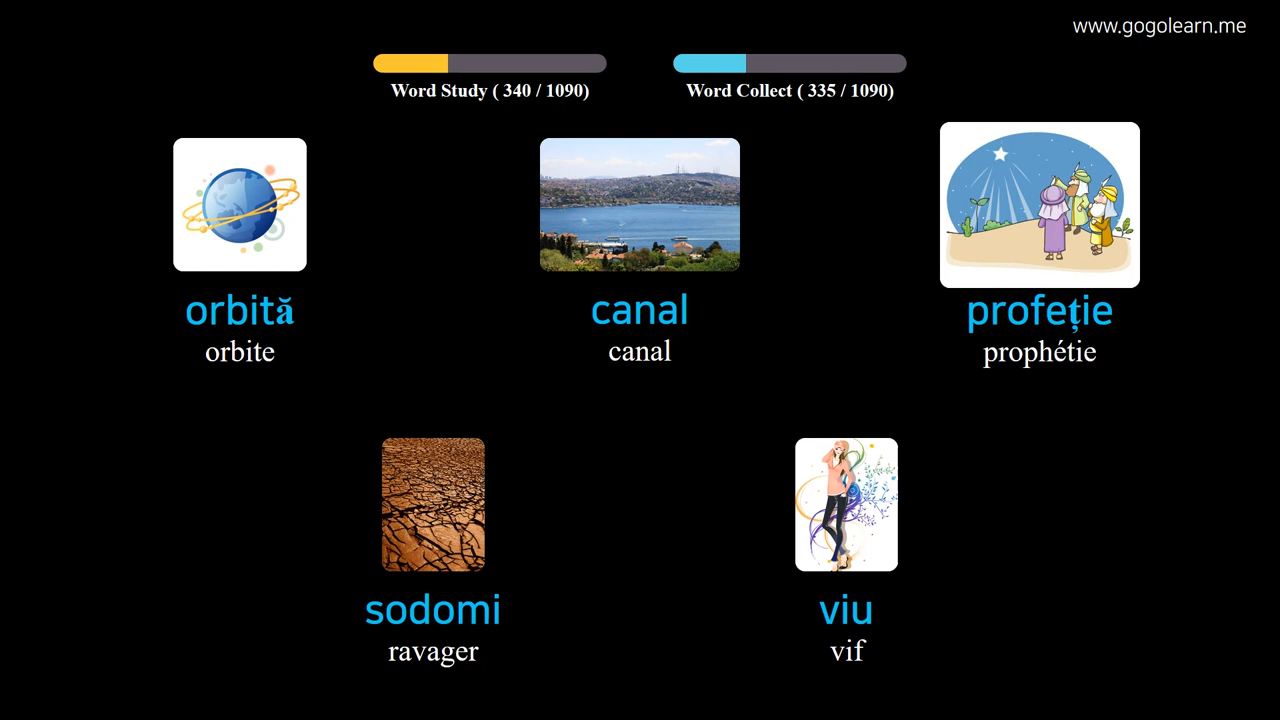 www.gogolearn.me
Word Study ( 340 / 1090)
Word Collect ( 335 / 1090)
orbită
orbite
canal
canal
profeție
prophétie
sodomi
ravager
viu
vif